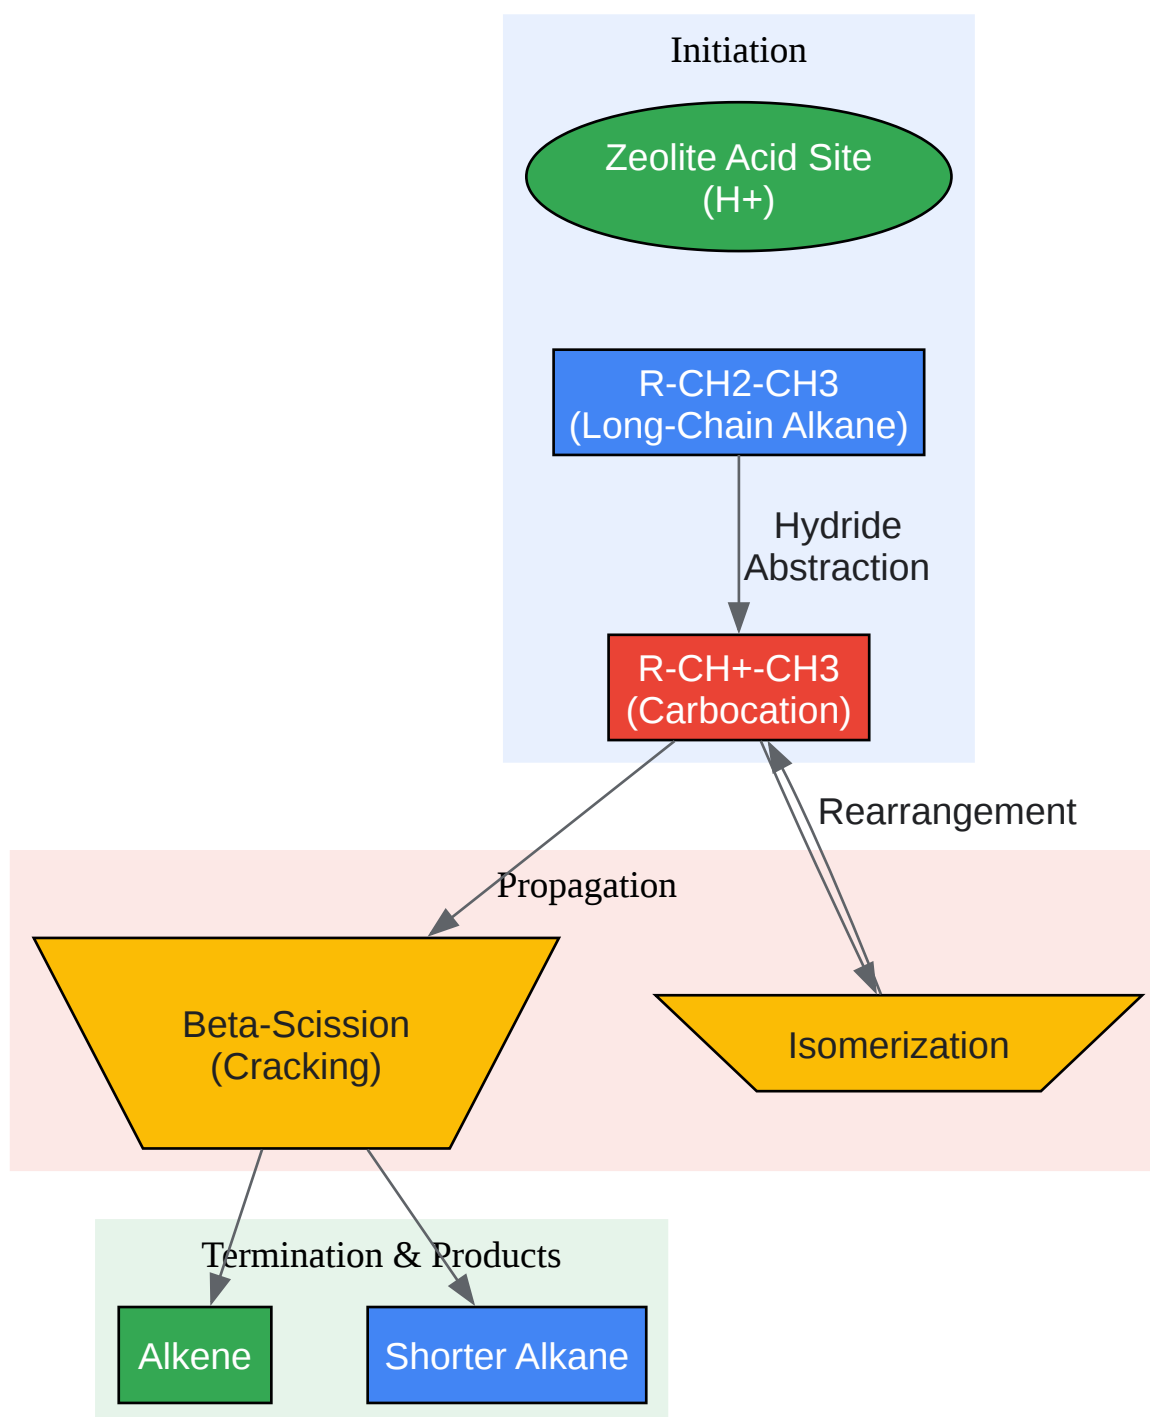 Initiation
Zeolite Acid Site
(H+)
R-CH2-CH3
(Long-Chain Alkane)
Hydride
Abstraction
R-CH+-CH3
(Carbocation)
Rearrangement
Propagation
Beta-Scission
(Cracking)
Isomerization
Termination & Products
Alkene
Shorter Alkane